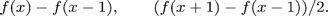 f(x) − f(x − 1), (f(x + 1) − f(x − 1))/2.